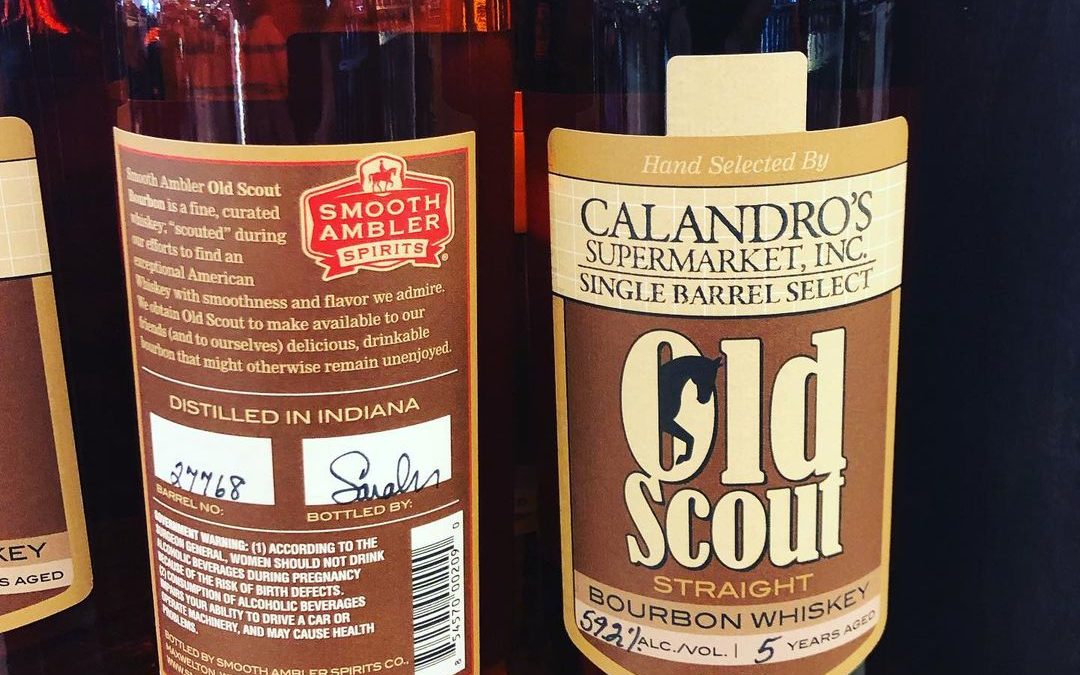 KEY
S AGED
Smooth Ambler Old Scout
Bourbon is a fine, curated
whiskey; "scouted" during
our efforts to find an
exceptional American
Whiskey with smoothness and flavor we admire.
We obtain Old Scout to make available to our
friends (and to ourselves) delicious, drinkable
bourbon that might otherwise remain unenjoyed.
SMOOTH
AMBLER
SPIRITS®
DISTILLED IN INDIANA
27768
BARREL NO:
Sarah
BOTTLED BY:
GOVERNMENT WARNING: (1) ACCORDING TO THE
SURGEON GENERAL, WOMEN SHOULD NOT DRINK
ALCOHOLIC BEVERAGES DURING PREGNANCY
BECAUSE OF THE RISK OF BIRTH DEFECTS.
(2) CONSUMPTION OF ALCOHOLIC BEVERAGES
IMPAIRS YOUR ABILITY TO DRIVE A CAR OR
OPERATE MACHINERY, AND MAY CAUSE HEALTH
PROBLEMS.
BOTTLED BY SMOOTH AMBLER SPIRITS CO.,
MAXWELTON, W
8 54570 00209 0
Hand Selected By
CALANDRO'S
SUPERMARKET, INC.
SINGLE BARREL SELECT
Old
Scout
STRAIGHT
BOURBON WHISKEY
59.2% ALC./VOL. | 5 YEARS AGED